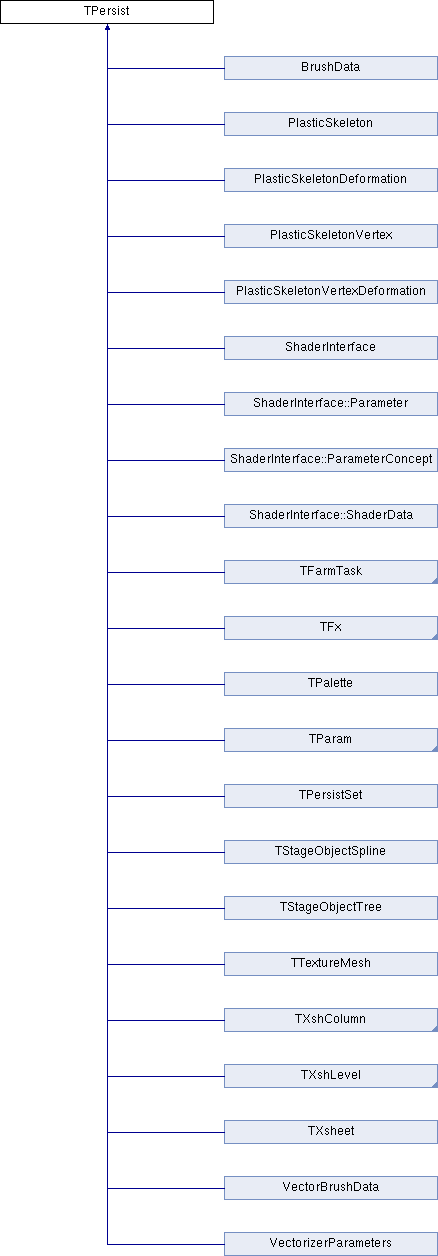 TPersist
BrushData
PlasticSkeleton
PlasticSkeletonDeformation
PlasticSkeletonVertex
PlasticSkeletonVertexDeformation
ShaderInterface
ShaderInterface::Parameter
ShaderInterface::ParameterConcept
ShaderInterface::ShaderData
TFarmTask
TFx
TPalette
TParam
TPersistSet
TStageObjectSpline
TStageObjectTree
TTextureMesh
TXshColumn
TXshLevel
TXsheet
VectorBrushData
VectorizerParameters